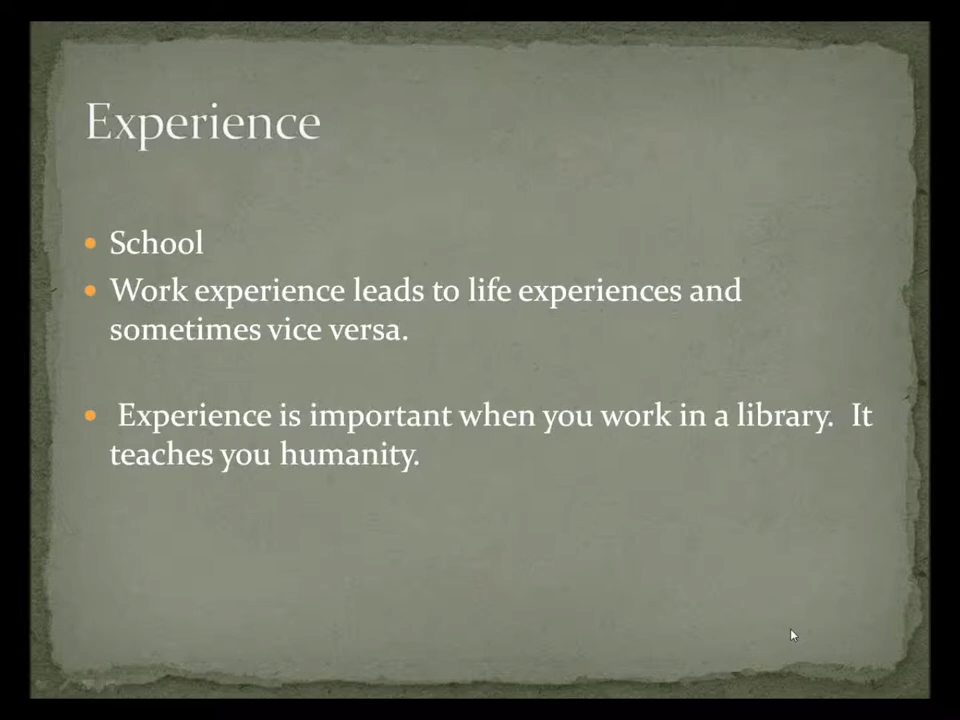 Experience
• School
• Work experience leads to life experiences and
sometimes vice versa.
• Experience is important when you work in a library.  It
teaches you humanity.